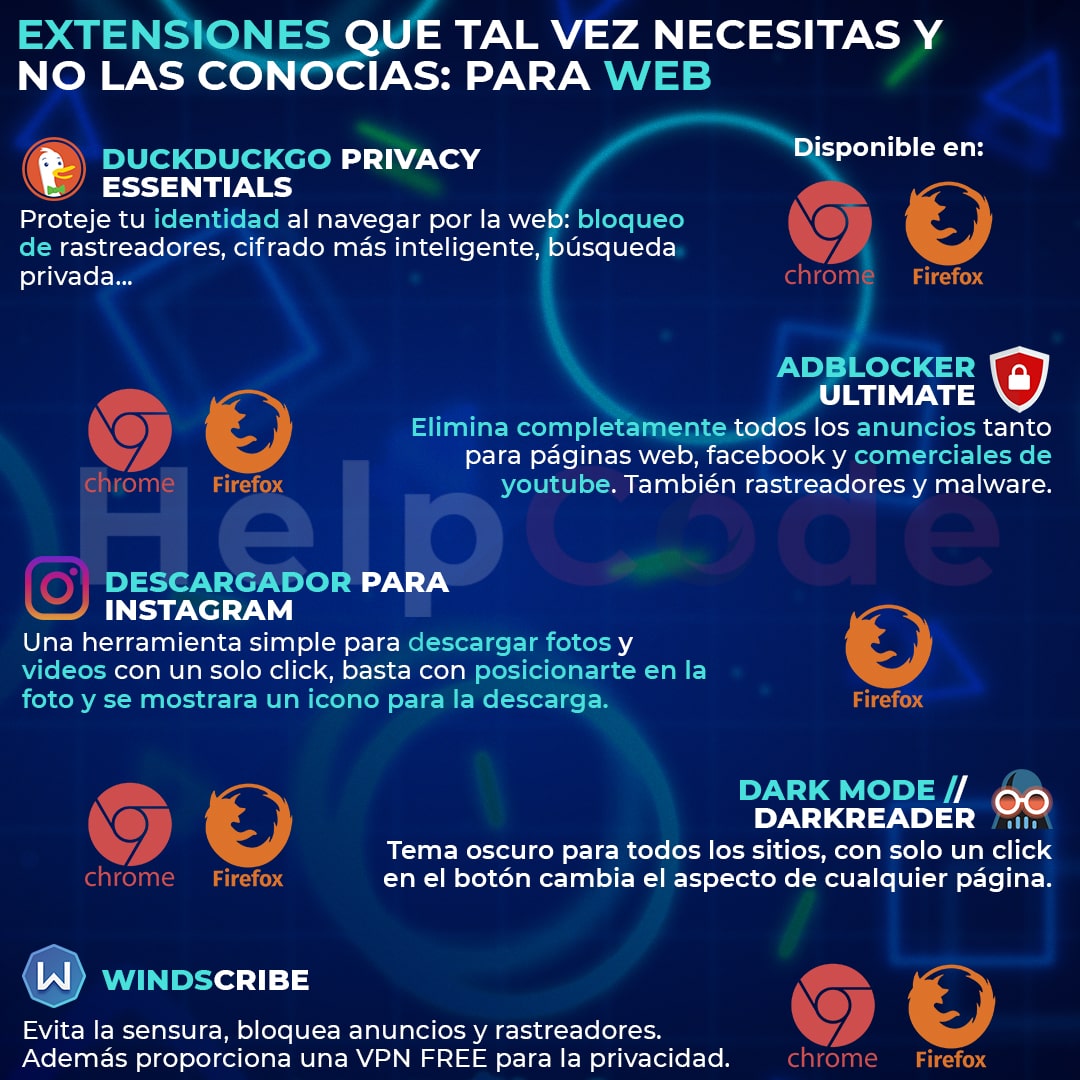 EXTENSIONES QUE TAL VEZ NECESITAS Y
NO LAS CONOCIAS: PARA WEB
DUCKDUCKGO PRIVACY
ESSENTIALS
Proteje tu identidad al navegar por la web: bloqueo
de rastreadores, cifrado más inteligente, búsqueda
privada...
Disponible en:
chrome
Firefox
ADBLOCKER
ULTIMATE
Elimina completamente todos los anuncios tanto
para páginas web, facebook y comerciales de
youtube. También rastreadores y malware.
chrome
Firefox
HelpCode
DESCARGADOR PARA
INSTAGRAM
Una herramienta simple para descargar fotos y
videos con un solo click, basta con posicionarte en la
foto y se mostrara un icono para la descarga.
Firefox
DARK MODE //
DARKREADER
Tema oscuro para todos los sitios, con solo un click
en el botón cambia el aspecto de cualquier página.
chrome
Firefox
W
WINDSCRIBE
Evita la sensura, bloquea anuncios y rastreadores.
Además proporciona una VPN FREE para la privacidad.
chrome
Firefox